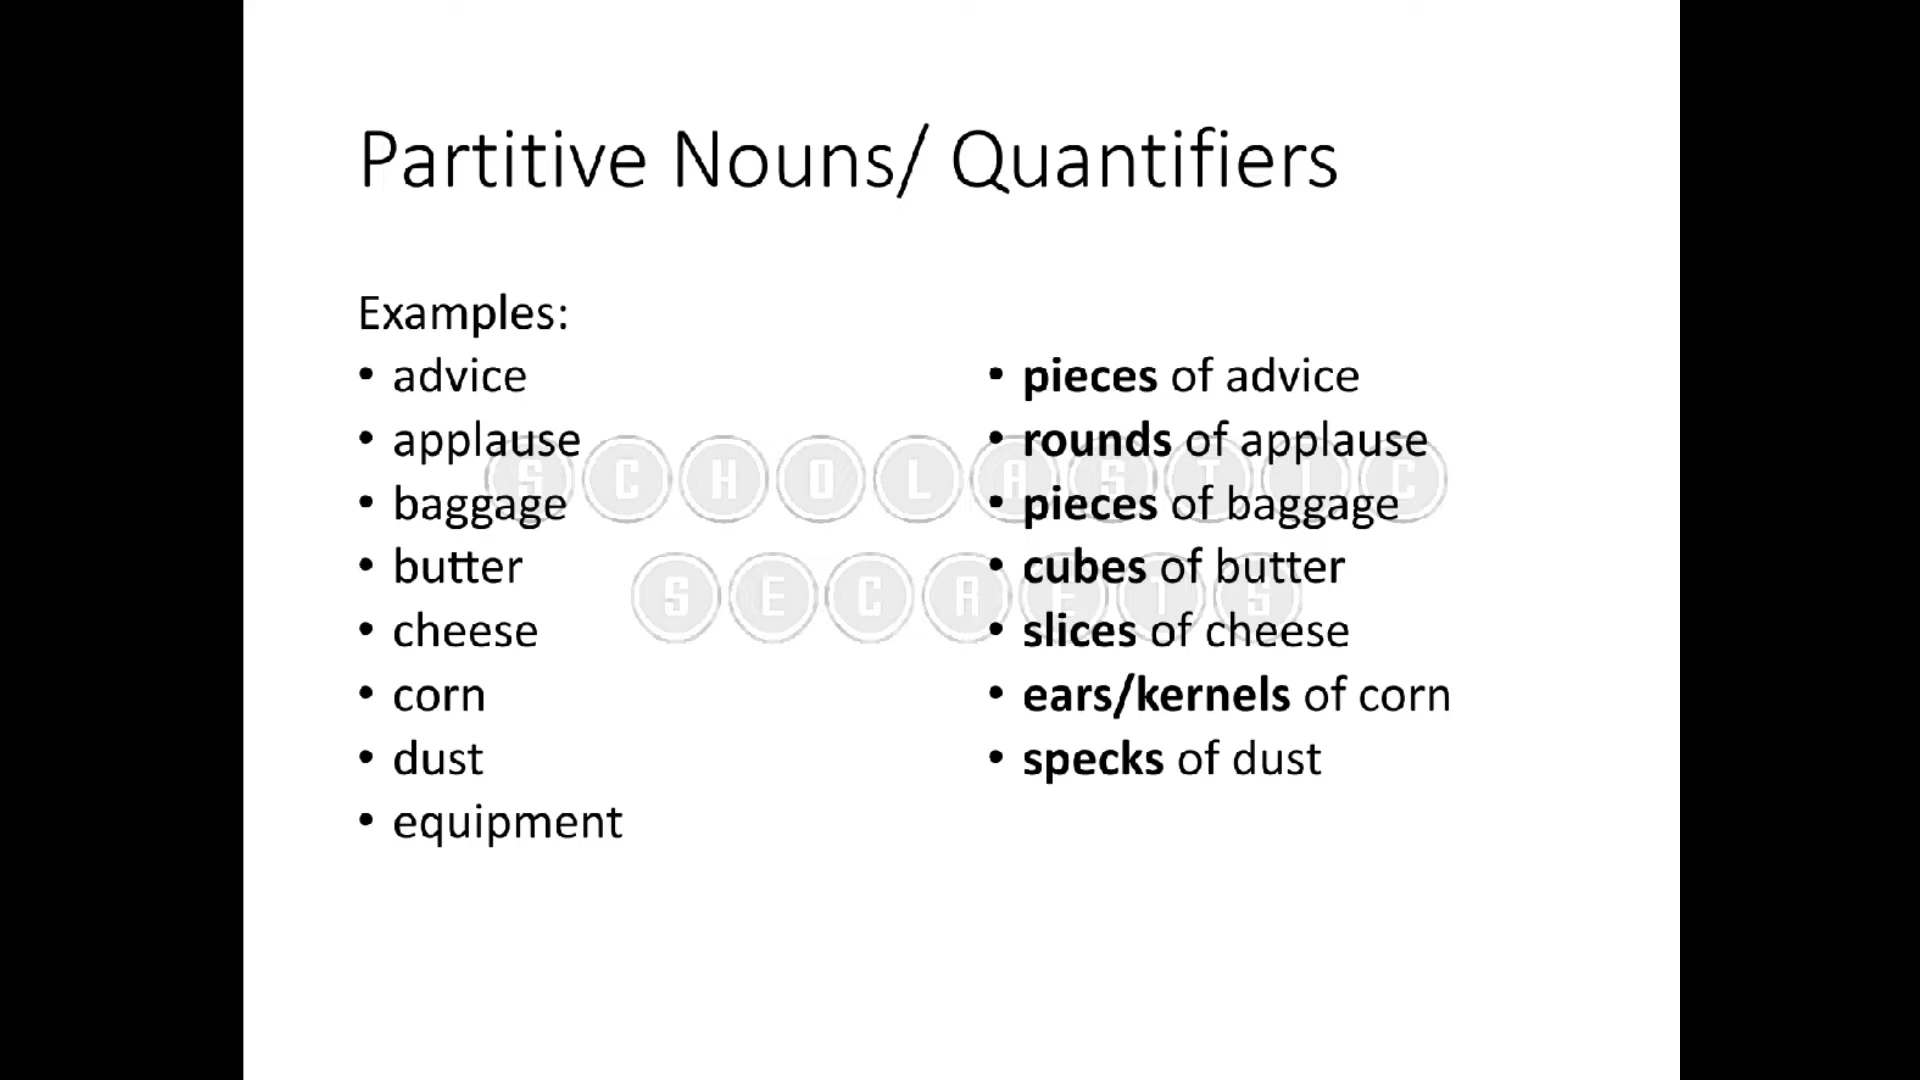 Partitive Nouns/ Quantifiers
Examples:
• advice
• applause
• baggage
• butter
• cheese
• corn
• dust
• equipment
• pieces of advice
• rounds of applause
• pieces of baggage
• cubes of butter
• slices of cheese
• ears/kernels of corn
• specks of dust
SCHOLASTIC
SECRETS